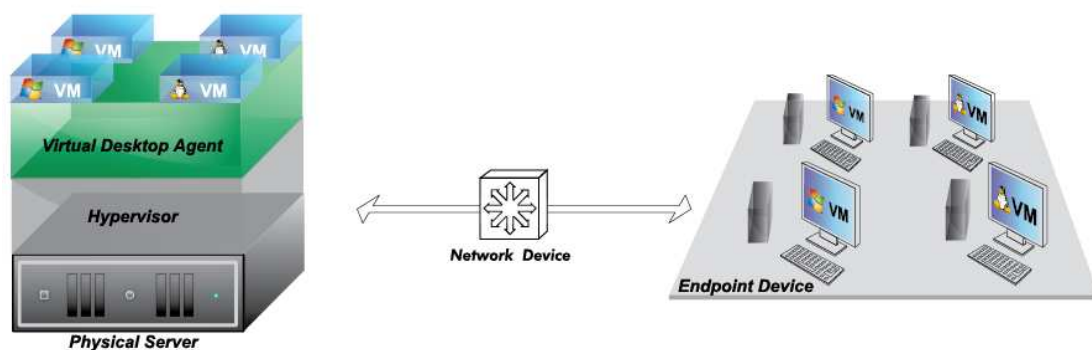 VM
VM
VM
VM
Virtual Desktop Agent
Hypervisor
Physical Server
Network Device
VM
VM
VM
VM
Endpoint Device